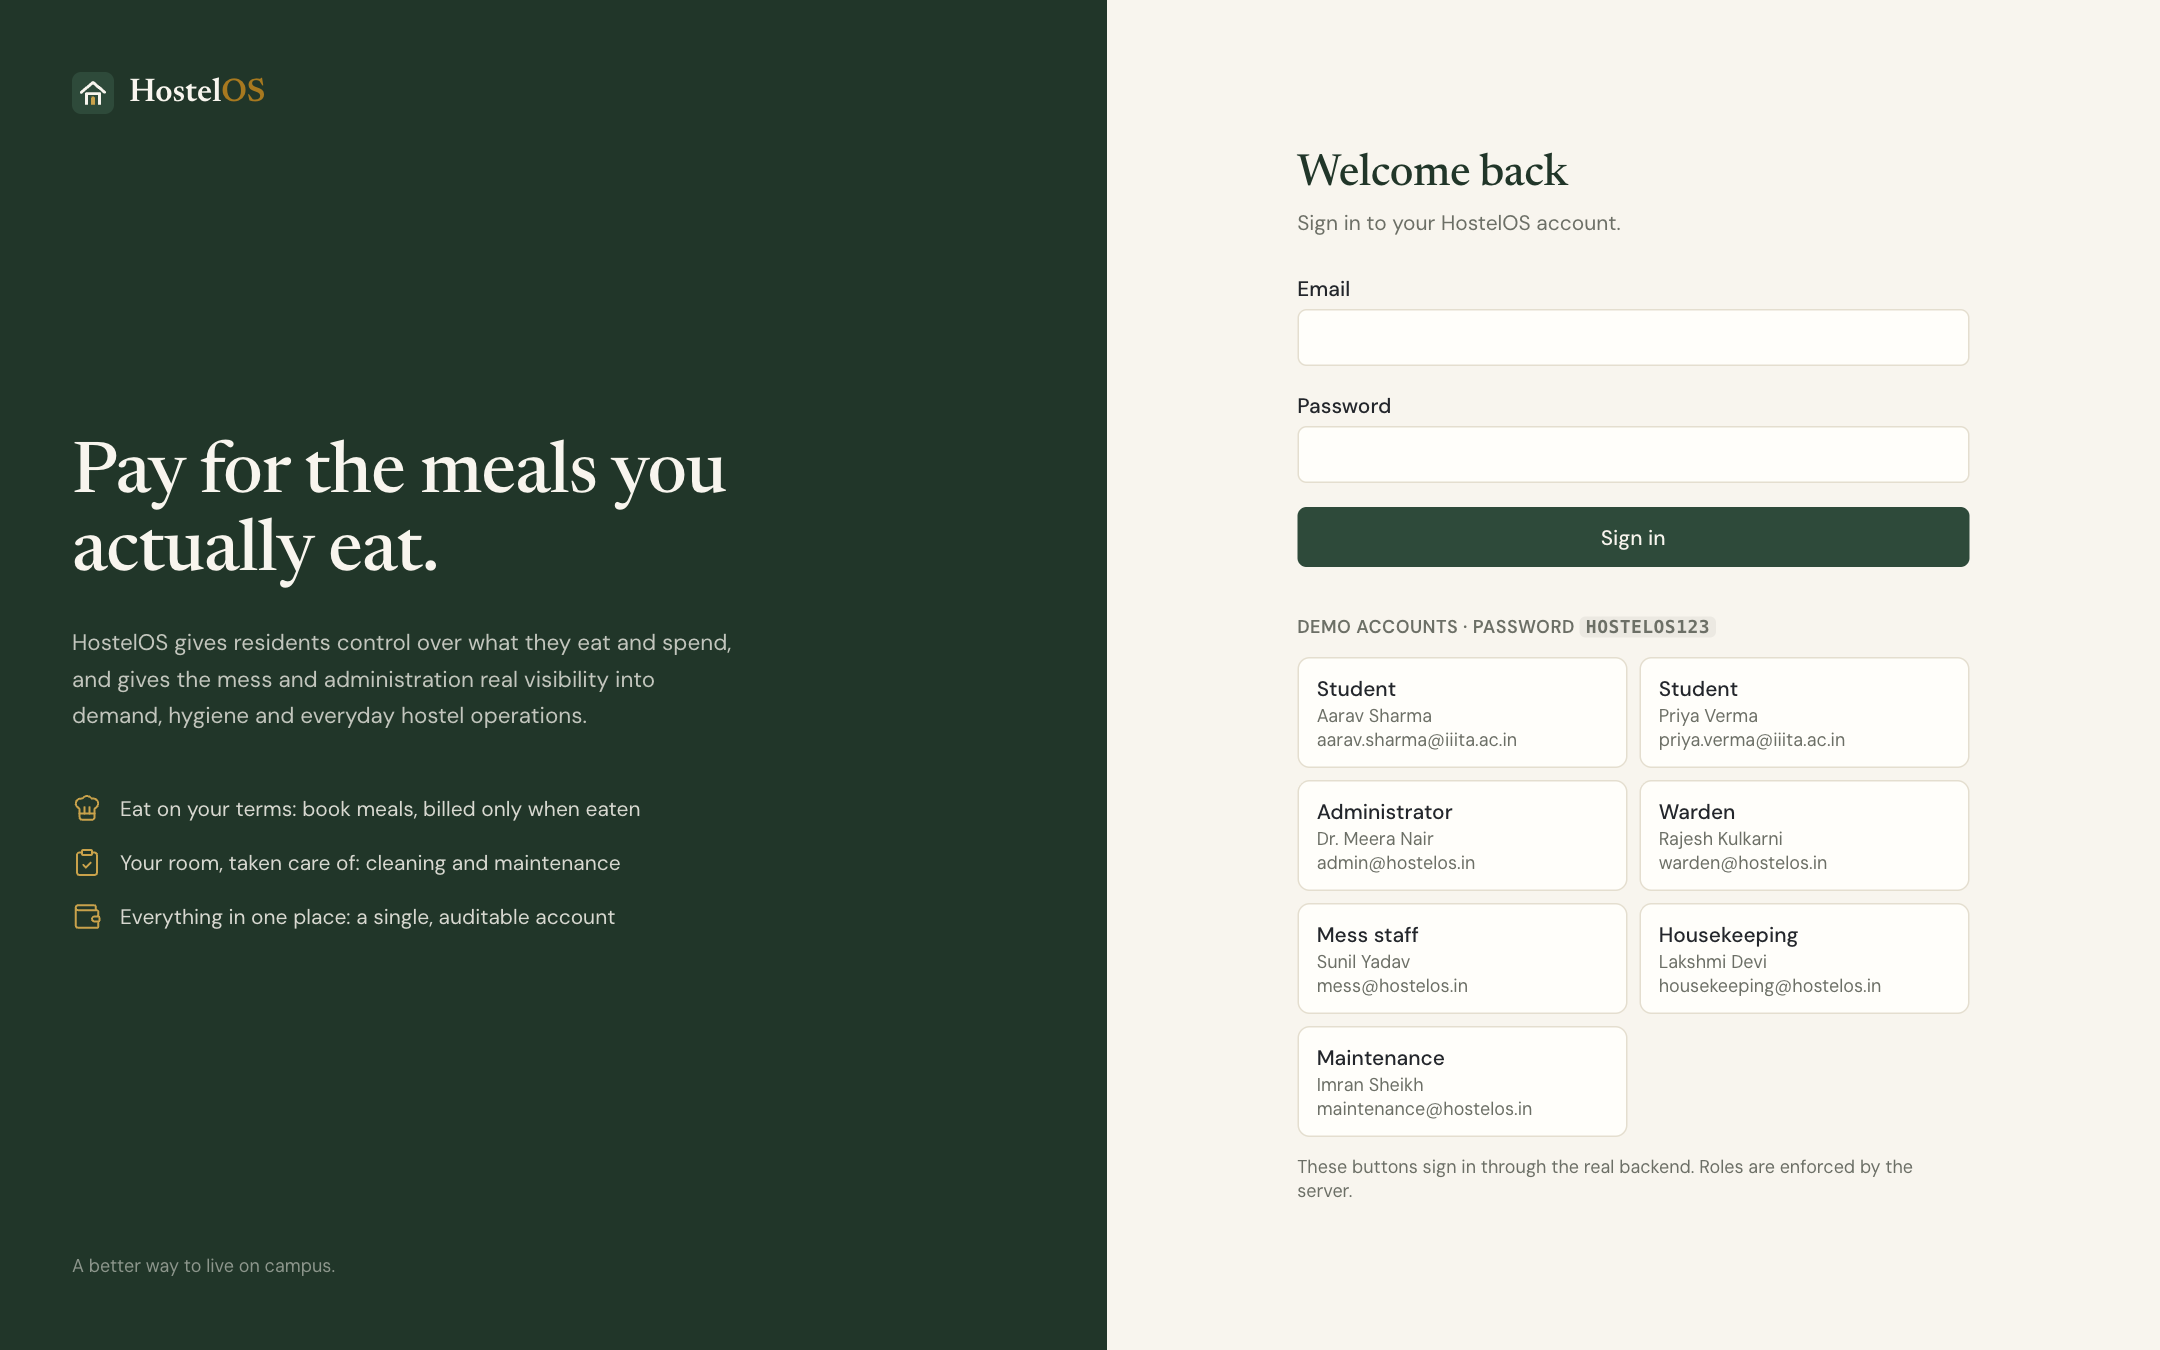 HostelOS
Pay for the meals you
actually eat.
HostelOS gives residents control over what they eat and spend,
and gives the mess and administration real visibility into
demand, hygiene and everyday hostel operations.
Eat on your terms: book meals, billed only when eaten
Your room, taken care of: cleaning and maintenance
Everything in one place: a single, auditable account
A better way to live on campus.
Welcome back
Sign in to your HostelOS account.
Email
Password
Sign in
DEMO ACCOUNTS · PASSWORD HOSTELOS123
Student
Aarav Sharma
aarav.sharma@iiita.ac.in
Student
Priya Verma
priya.verma@iiita.ac.in
Administrator
Dr. Meera Nair
admin@hostelos.in
Warden
Rajesh Kulkarni
warden@hostelos.in
Mess staff
Sunil Yadav
mess@hostelos.in
Housekeeping
Lakshmi Devi
housekeeping@hostelos.in
Maintenance
Imran Sheikh
maintenance@hostelos.in
These buttons sign in through the real backend. Roles are enforced by the
server.